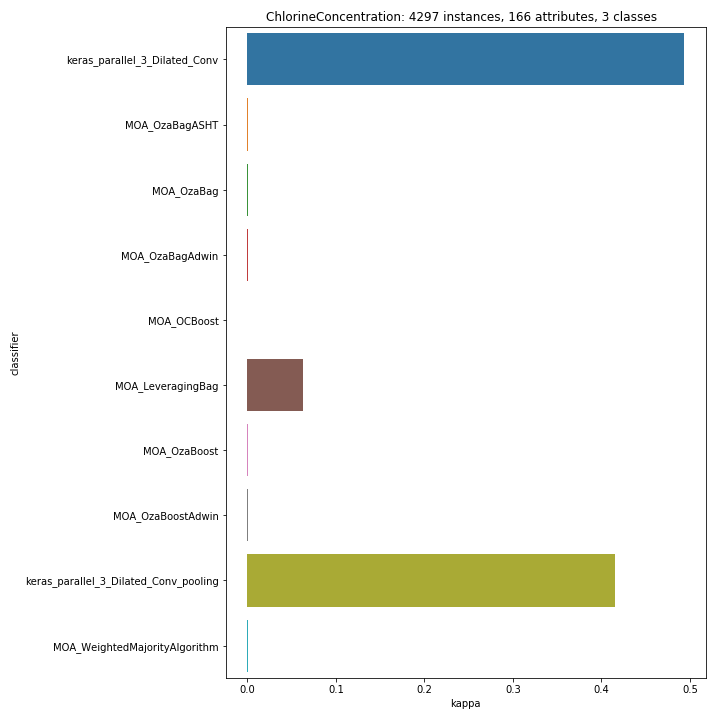 ChlorineConcentration: 4297 instances, 166 attributes, 3 classes
keras_parallel_3_Dilated_Conv
MOA_OzaBagASHT
MOA_OzaBag
MOA_OzaBagAdwin
MOA_OCBoost
MOA_LeveragingBag
MOA_OzaBoost
MOA_OzaBoostAdwin
keras_parallel_3_Dilated_Conv_pooling
MOA_WeightedMajorityAlgorithm
classifier
0.0 0.1 0.2 0.3 0.4 0.5
kappa